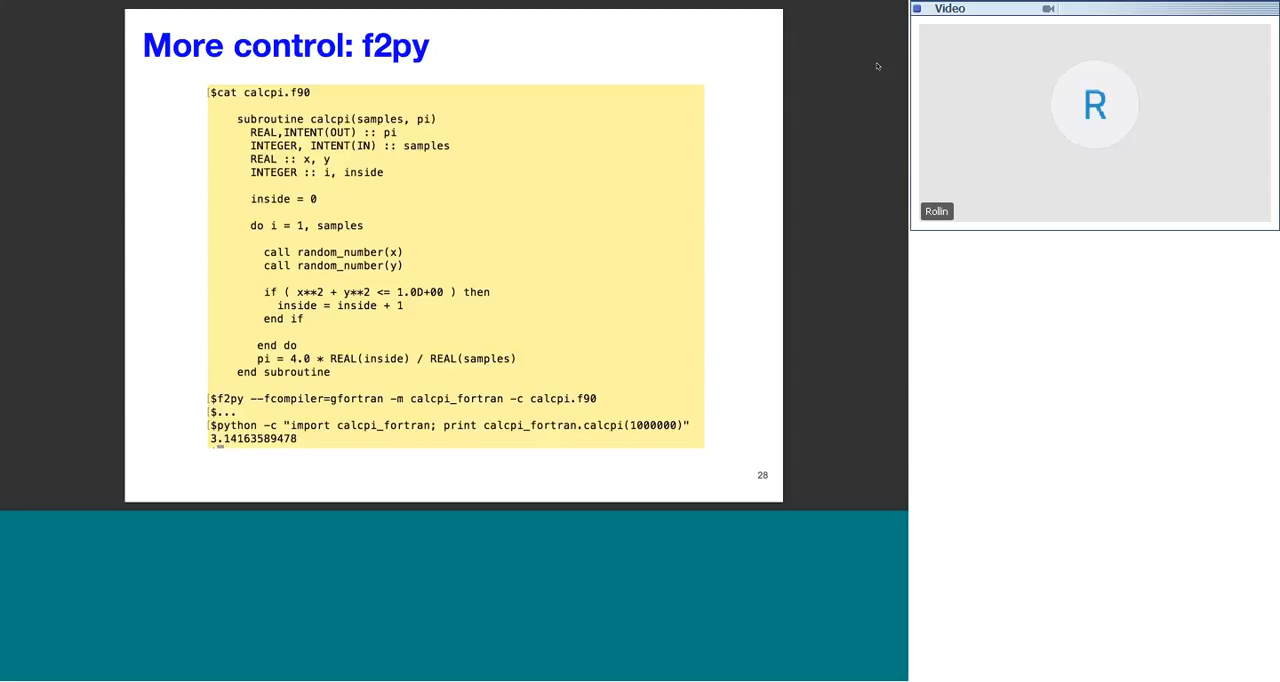 More control: f2py
$cat calcpi.f90
subroutine calcpi(samples, pi)
REAL,INTENT(OUT) :: pi
INTEGER, INTENT(IN) :: samples
REAL :: x, y
INTEGER :: i, inside
inside = 0
do i = 1, samples
call random_number(x)
call random_number(y)
if ( x**2 + y**2 <= 1.0D+00 ) then
inside = inside + 1
end if
end do
pi = 4.0 * REAL(inside) / REAL(samples)
end subroutine
$f2py --fcompiler=gfortran -m calcpi_fortran -c calcpi.f90
$...
$python -c "import calcpi_fortran; print calcpi_fortran.calcpi(1000000)"
3.14163589478
28
Video
R
Rolin